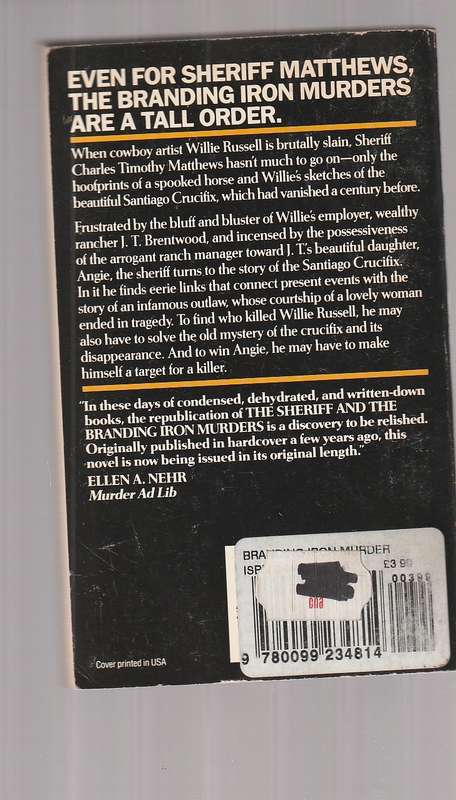 EVEN FOR SHERIFF MATTHEWS,
THE BRANDING IRON MURDERS
ARE A TALL ORDER.
When cowboy artist Willie Russell is brutally slain, Sheriff
Charles Timothy Matthews hasn't much to go on—only the
hoofprints of a spooked horse and Willie's sketches of the
beautiful Santiago Crucifix, which had vanished a century before.
Frustrated by the bluff and bluster of Willie's employer, wealthy
rancher J. T. Brentwood, and incensed by the possessiveness
of the arrogant ranch manager toward J. T.'s beautiful daughter,
Angie, the sheriff turns to the story of the Santiago Crucifix.
In it he finds eerie links that connect present events with the
story of an infamous outlaw, whose courtship of a lovely woman
ended in tragedy. To find who killed Willie Russell, he may
also have to solve the old mystery of the crucifix and its
disappearance. And to win Angie, he may have to make
himself a target for a killer.
"In these days of condensed, dehydrated, and written-down
books, the republication of THE SHERIFF AND THE
BRANDING IRON MURDERS is a discovery to be relished.
Originally published in hardcover a few years ago, this
novel is now being issued in its original length."
ELLEN A. NEHR
Murder Ad Lib
BRANDING IRON MURDER
£3.99
00399
9 780099 234814
Cover printed in USA